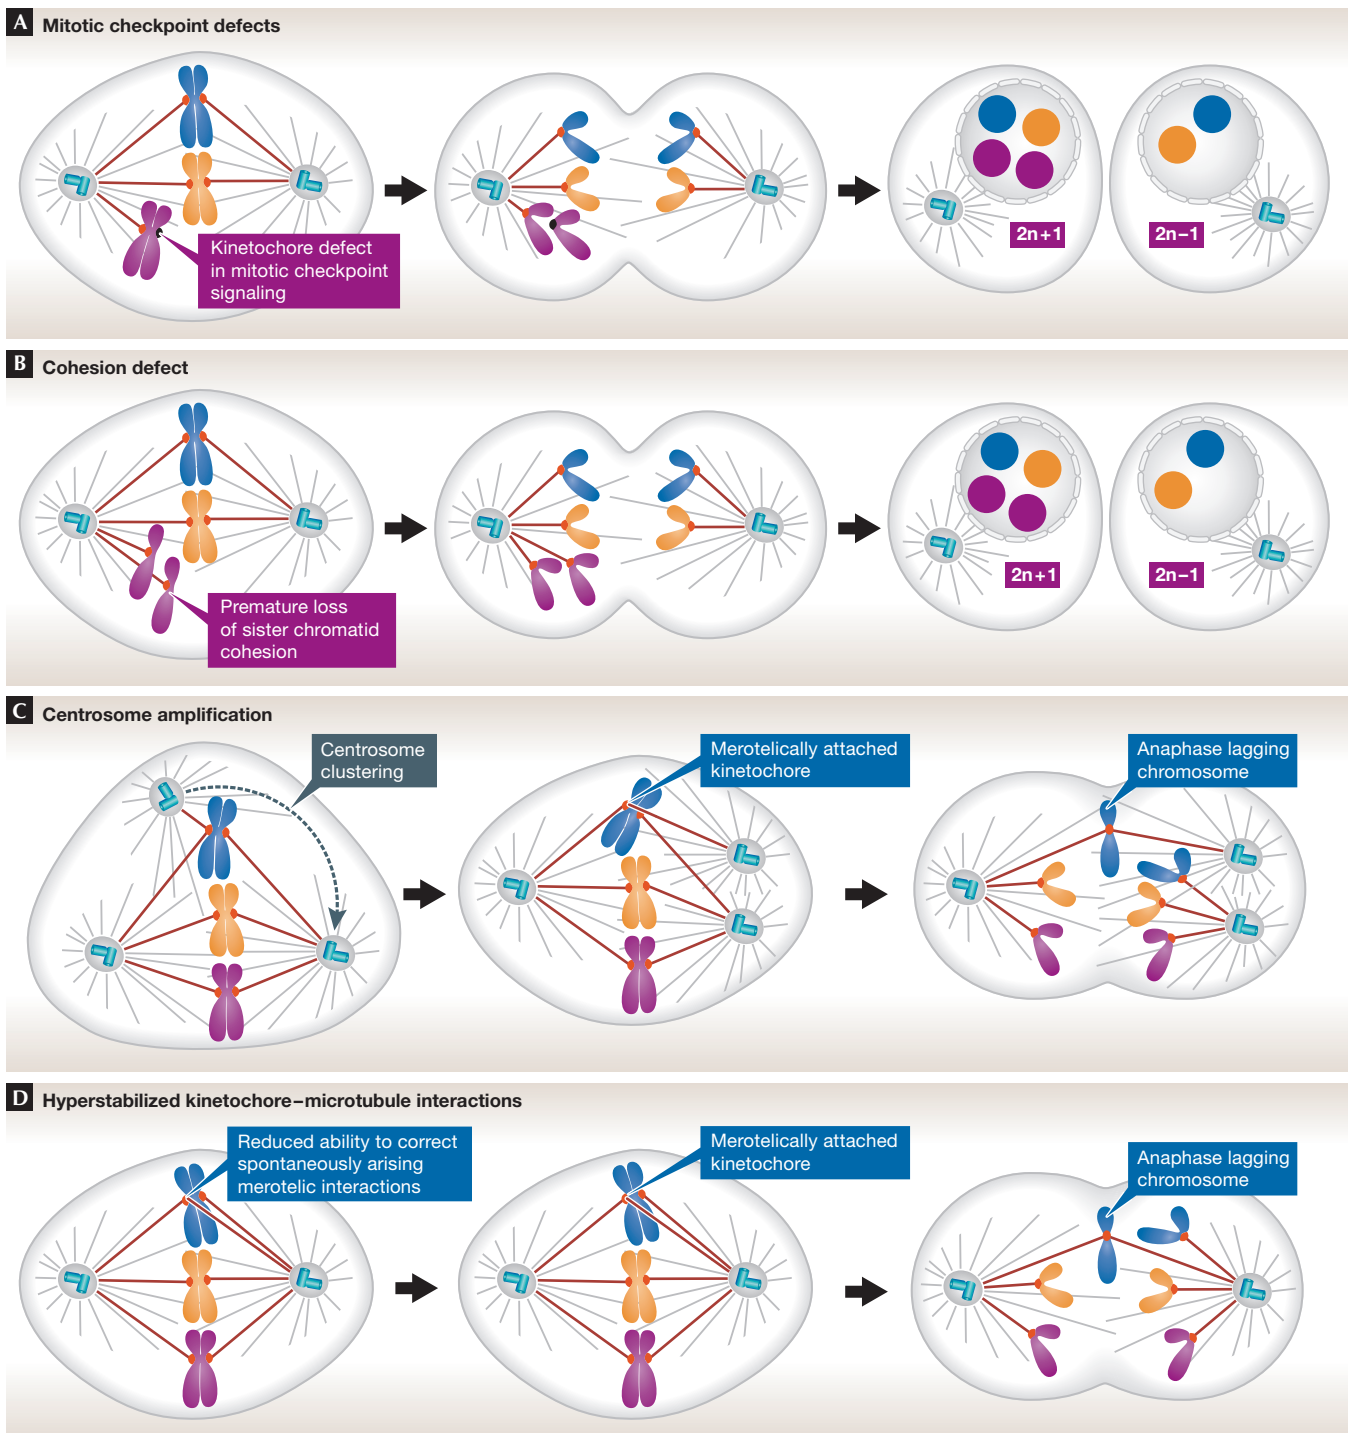 A Mitotic checkpoint defects
Kinetochore defect
in mitotic checkpoint
signaling
2n+1
2n−1
B Cohesion defect
Premature loss
of sister chromatid
cohesion
2n+1
2n−1
C Centrosome amplification
Centrosome
clustering
Merotelically attached
kinetochore
Anaphase lagging
chromosome
D Hyperstabilized kinetochore–microtubule interactions
Reduced ability to correct
spontaneously arising
merotelic interactions
Merotelically attached
kinetochore
Anaphase lagging
chromosome